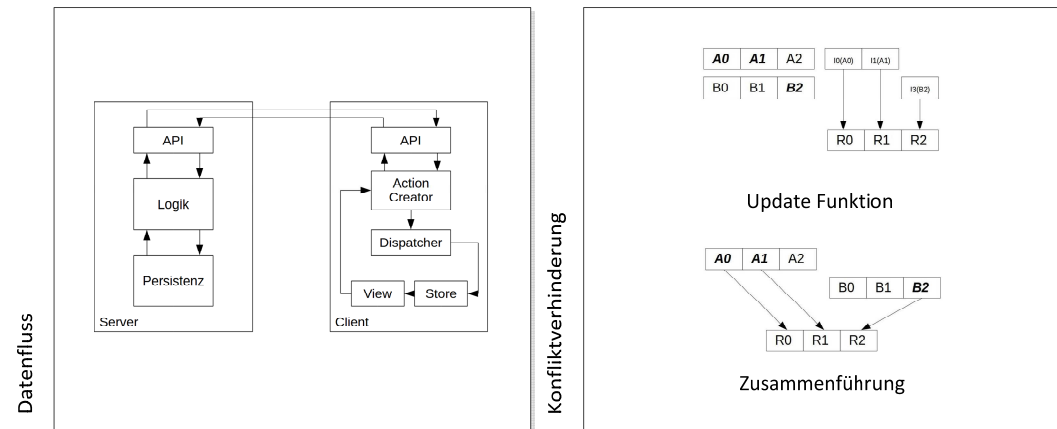 Datenfluss
API
Logik
Persistenz
Server
API
Action
Creator
Dispatcher
View Store
Client
Konfliktverhinderung
A0 A1 A2 I0(A0) I1(A1)
B0 B1 B2 I3(B2)
R0 R1 R2
Update Funktion
A0 A1 A2
B0 B1 B2
R0 R1 R2
Zusammenführung